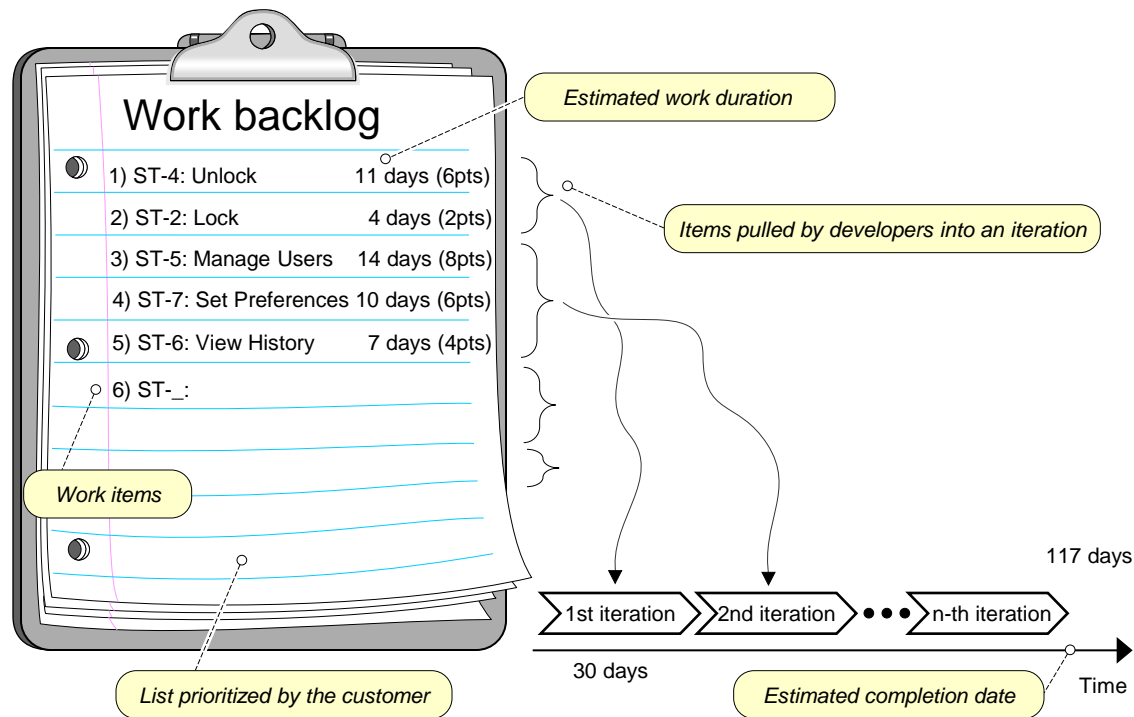 Work backlog
Estimated work duration
1) ST-4: Unlock 11 days (6pts)
2) ST-2: Lock 4 days (2pts)
Items pulled by developers into an iteration
3) ST-5: Manage Users 14 days (8pts)
4) ST-7: Set Preferences 10 days (6pts)
5) ST-6: View History 7 days (4pts)
6) ST-_:
Work items
117 days
1st iteration
2nd iteration
n-th iteration
30 days
List prioritized by the customer
Estimated completion date
Time